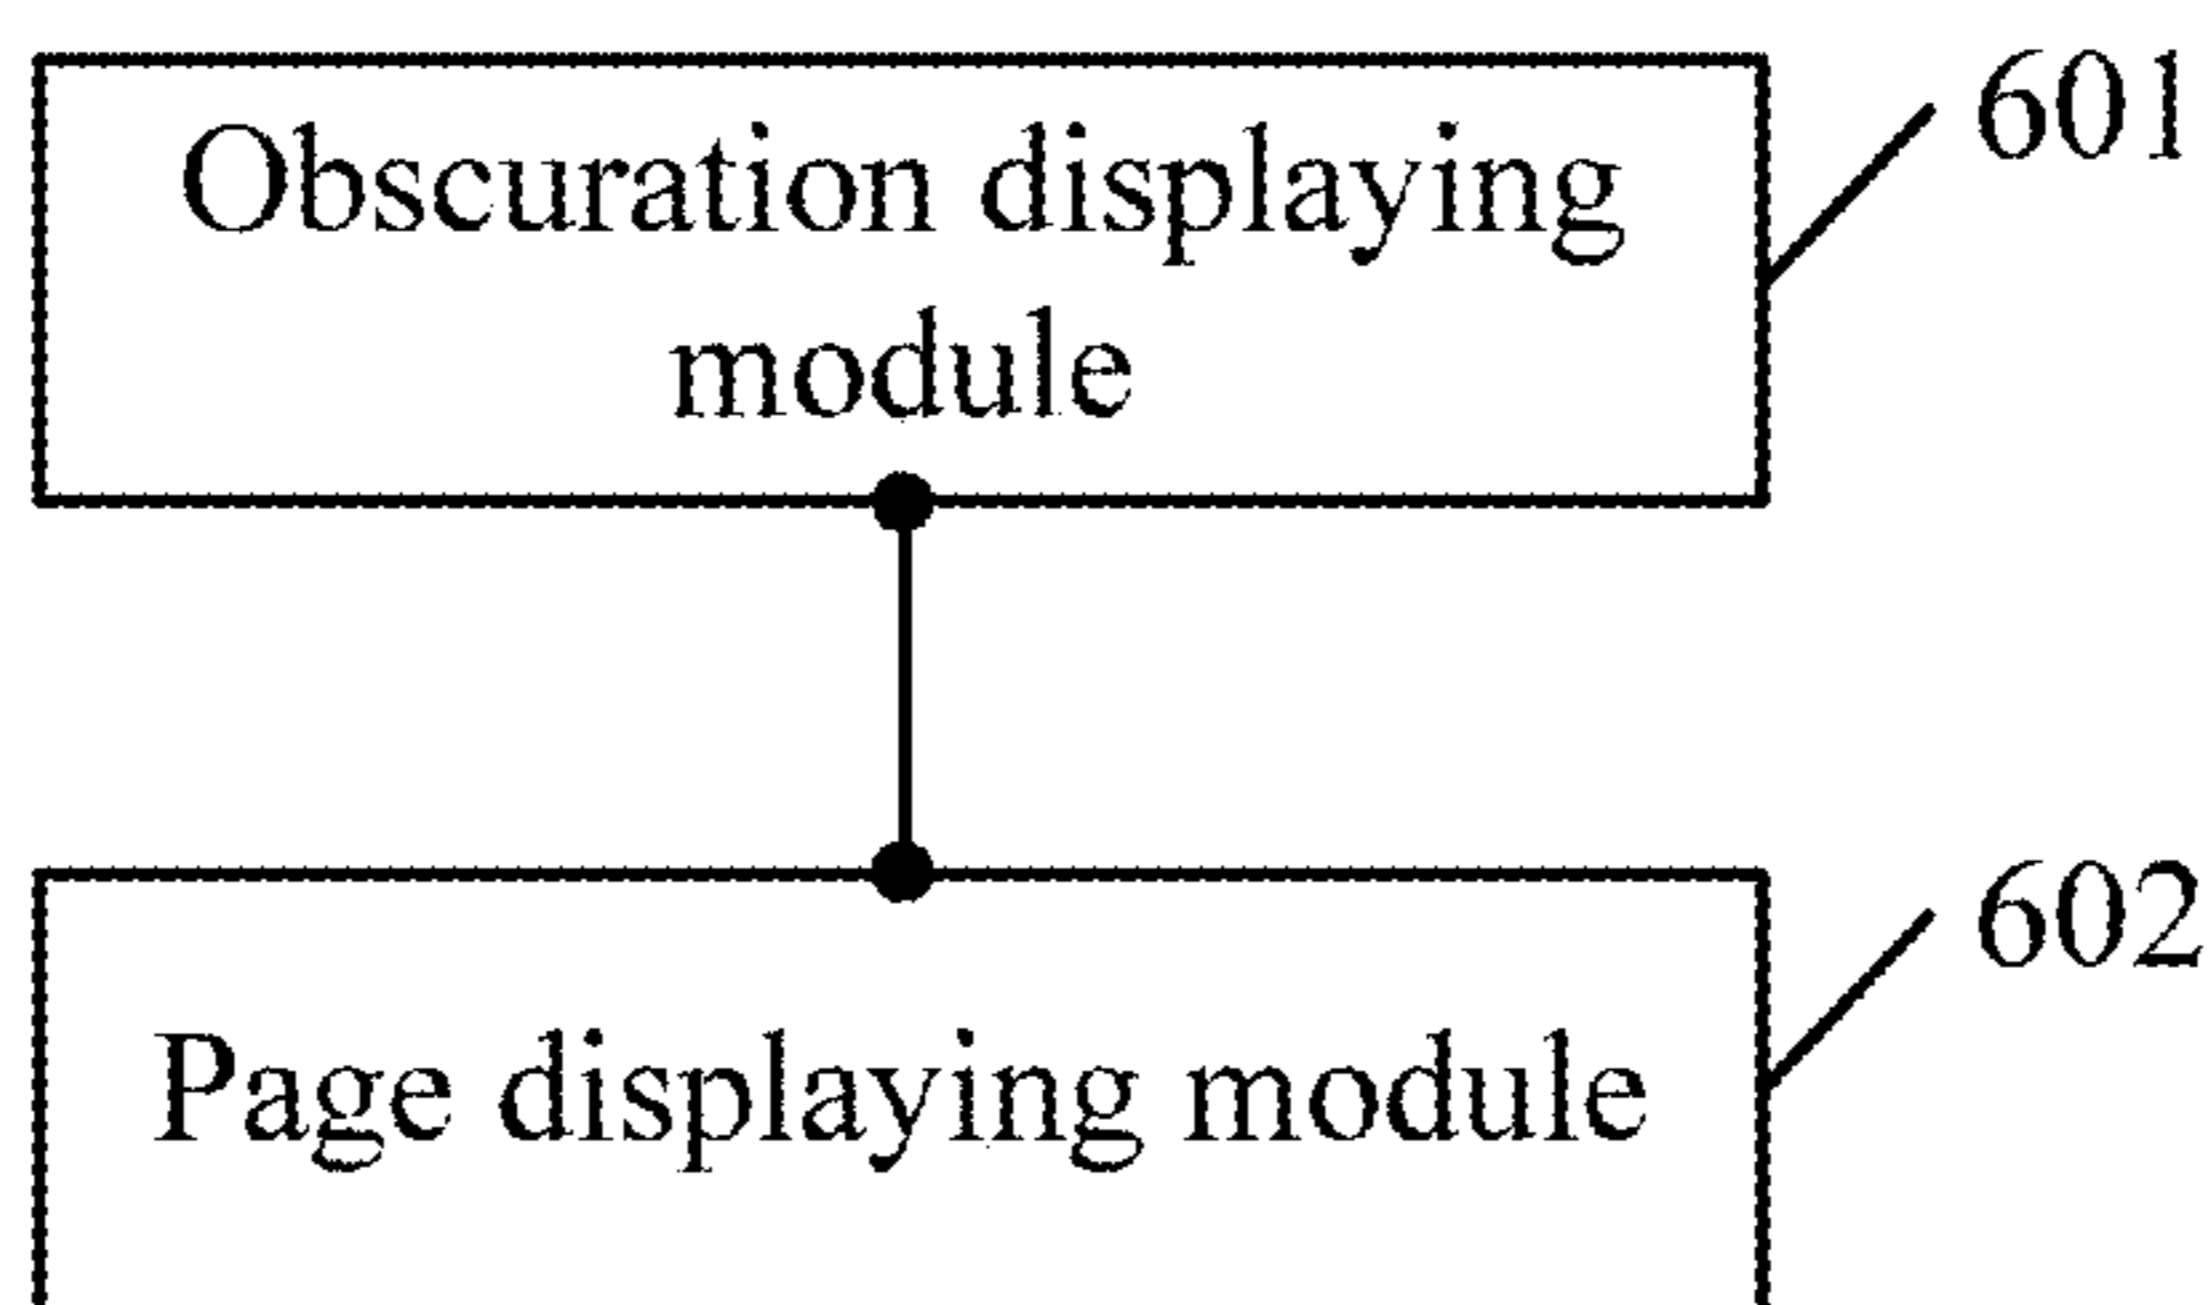 601
Obscuration displaying
module
602
Page displaying module